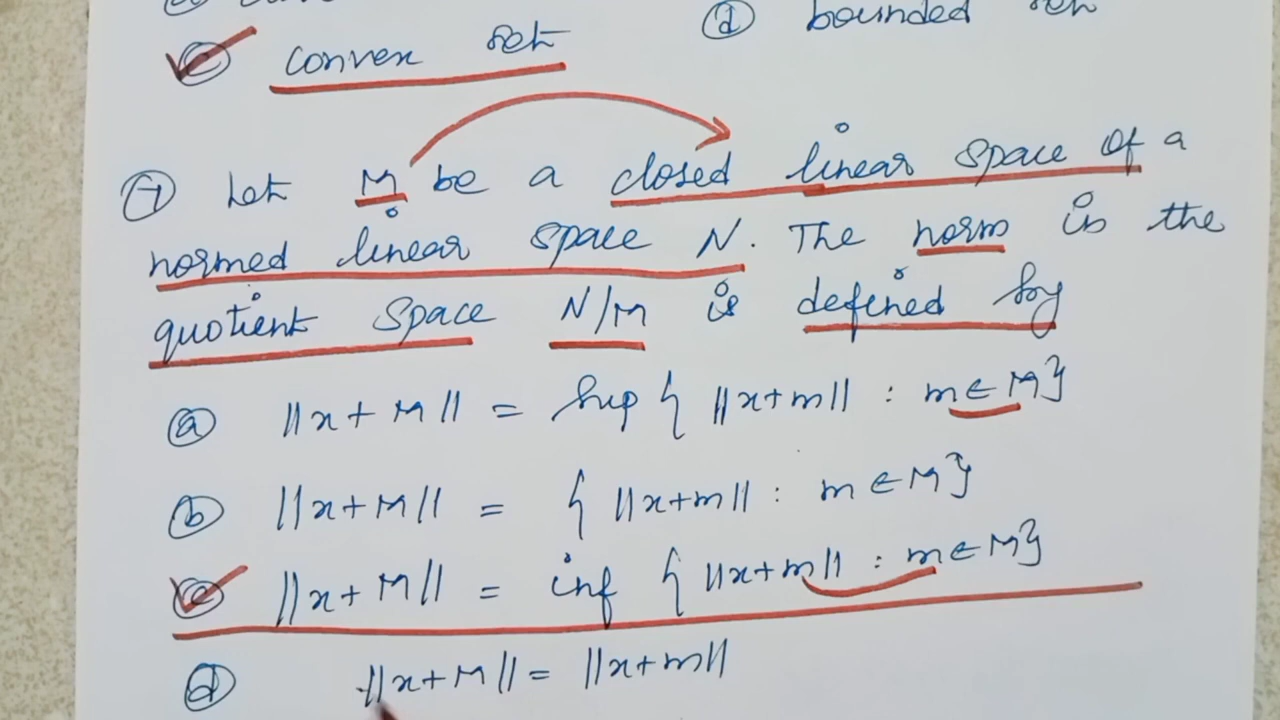 ⓒ convex set ⓓ bounded set
⑦ Let M be a closed linear space of a
normed linear space N. The norm is the
quotient space N/M is defined by
ⓐ ||x+M|| = Sup { ||x+m|| : m∈M}
ⓑ ||x+M|| = { ||x+m|| : m∈M}
ⓒ ||x+M|| = inf { ||x+m|| : m∈M}
ⓓ ||x+M|| = ||x+m||